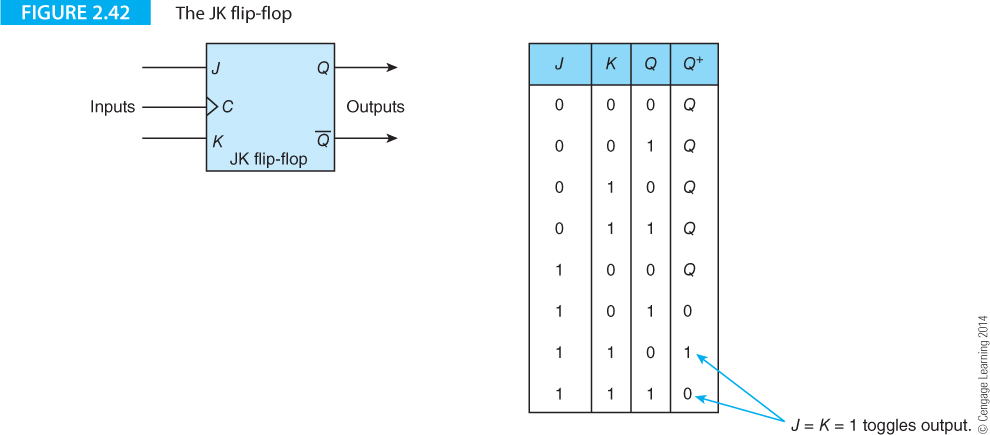 FIGURE 2.42 The JK flip-flop
J Q
Inputs C Outputs
K Q̅
JK flip-flop
J K Q Q⁺
0 0 0 Q
0 0 1 Q
0 1 0 Q
0 1 1 Q
1 0 0 Q
1 0 1 0
1 1 0 1
1 1 1 0
J = K = 1 toggles output.
© Cengage Learning 2014